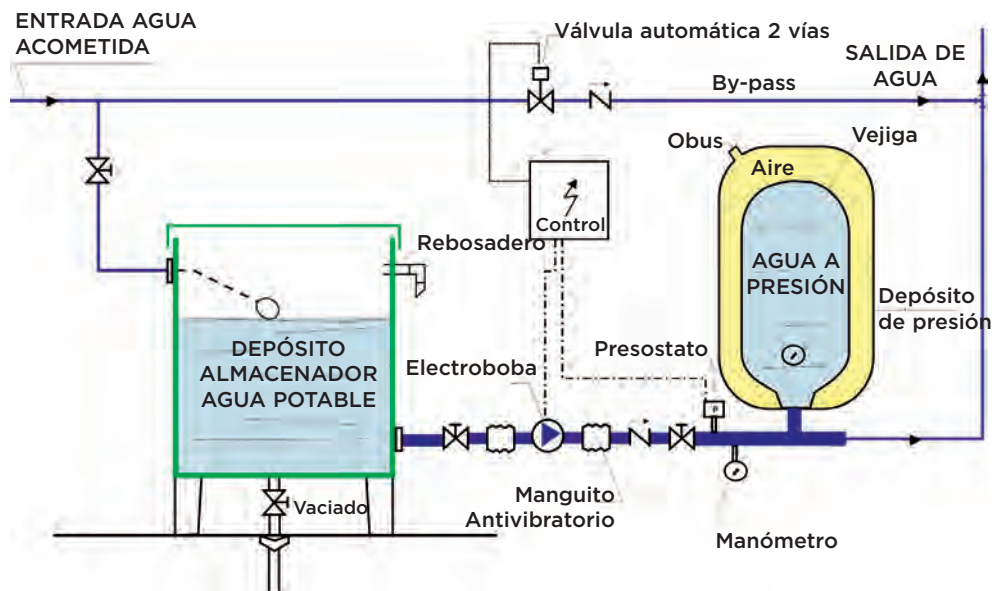 ENTRADA AGUA
ACOMETIDA
Válvula automática 2 vías
SALIDA DE
AGUA
By-pass
Obus
Vejiga
Aire
Control
Rebosadero
AGUA A
PRESIÓN
Depósito
de presión
DEPÓSITO
ALMACENADOR
AGUA POTABLE
Electroboba
Presostato
P
Vaciado
Manguito
Antivibratorio
Manómetro